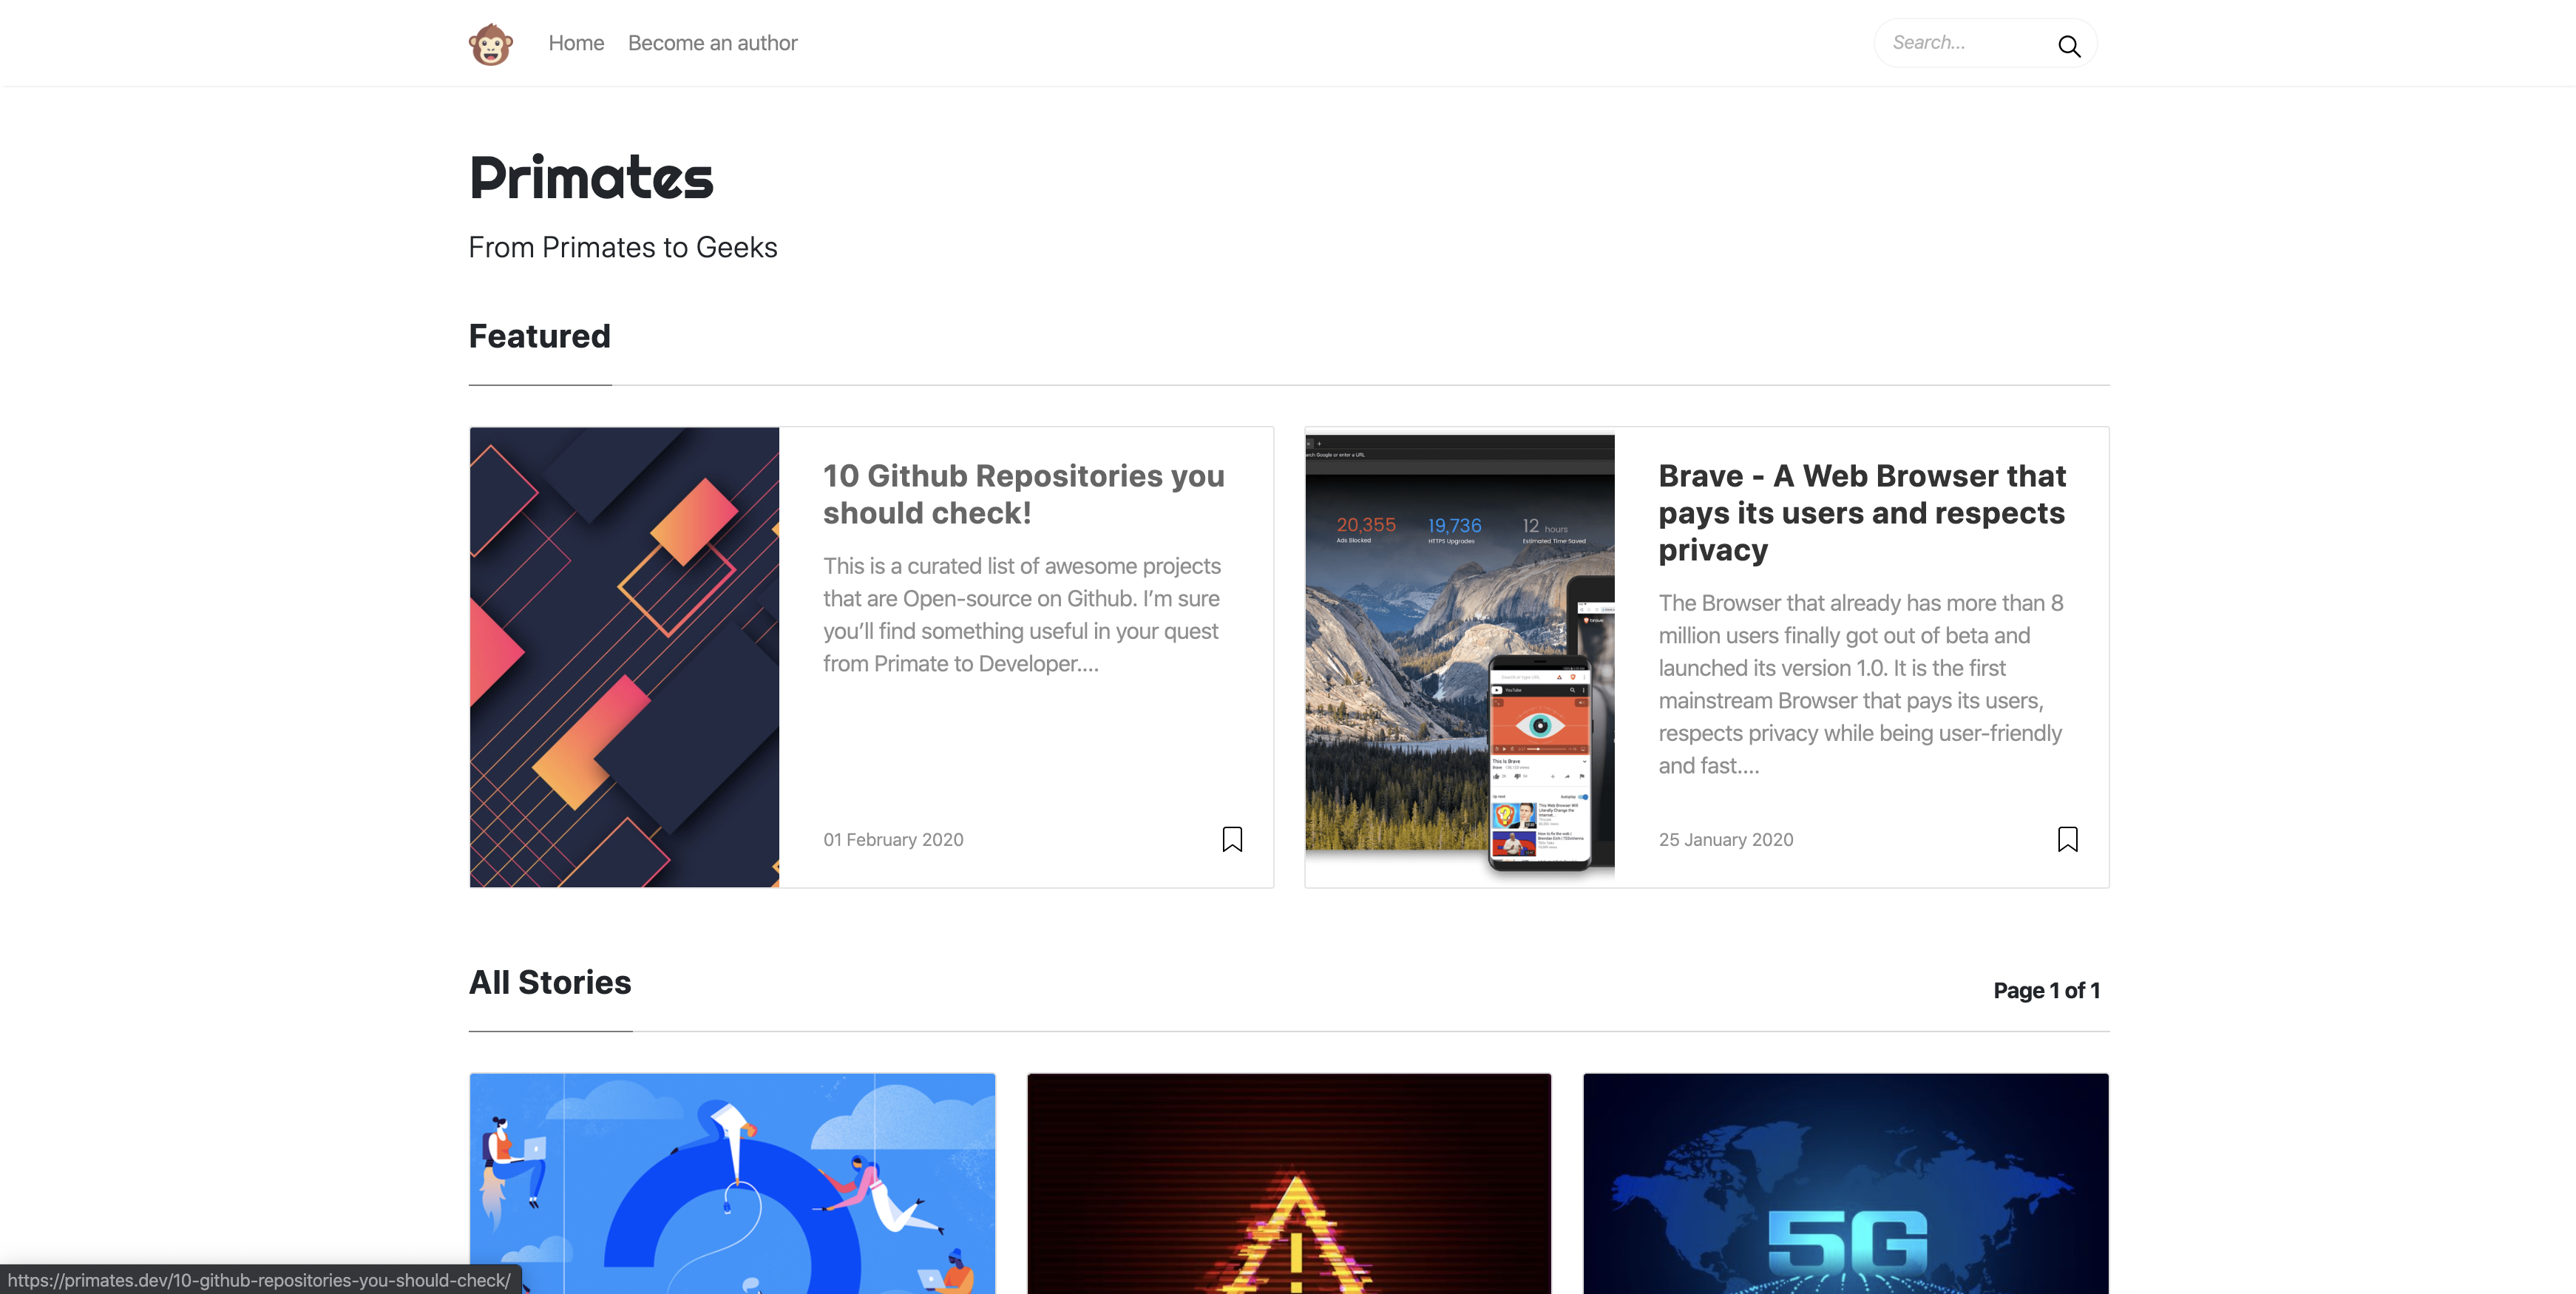 Home Become an author Search...
Primates
From Primates to Geeks
Featured
10 Github Repositories you
should check!
This is a curated list of awesome projects
that are Open-source on Github. I’m sure
you’ll find something useful in your quest
from Primate to Developer....
01 February 2020
20,355 19,736 12 hours
Ads Blocked HTTPS Upgrades Estimated Time Saved
YouTube
This Is Brave
Brave - A Web Browser that
pays its users and respects
privacy
The Browser that already has more than 8
million users finally got out of beta and
launched its version 1.0. It is the first
mainstream Browser that pays its users,
respects privacy while being user-friendly
and fast....
25 January 2020
All Stories
Page 1 of 1
5G
https://primates.dev/10-github-repositories-you-should-check/